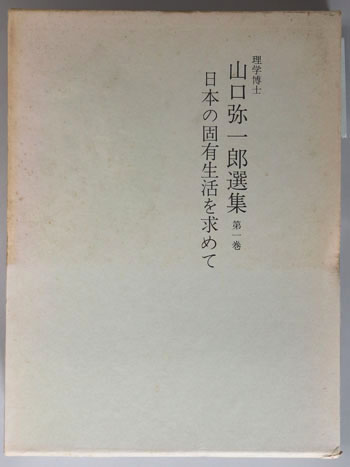 理学博士
山口弥一郎選集 第一巻
日本の固有生活を求めて